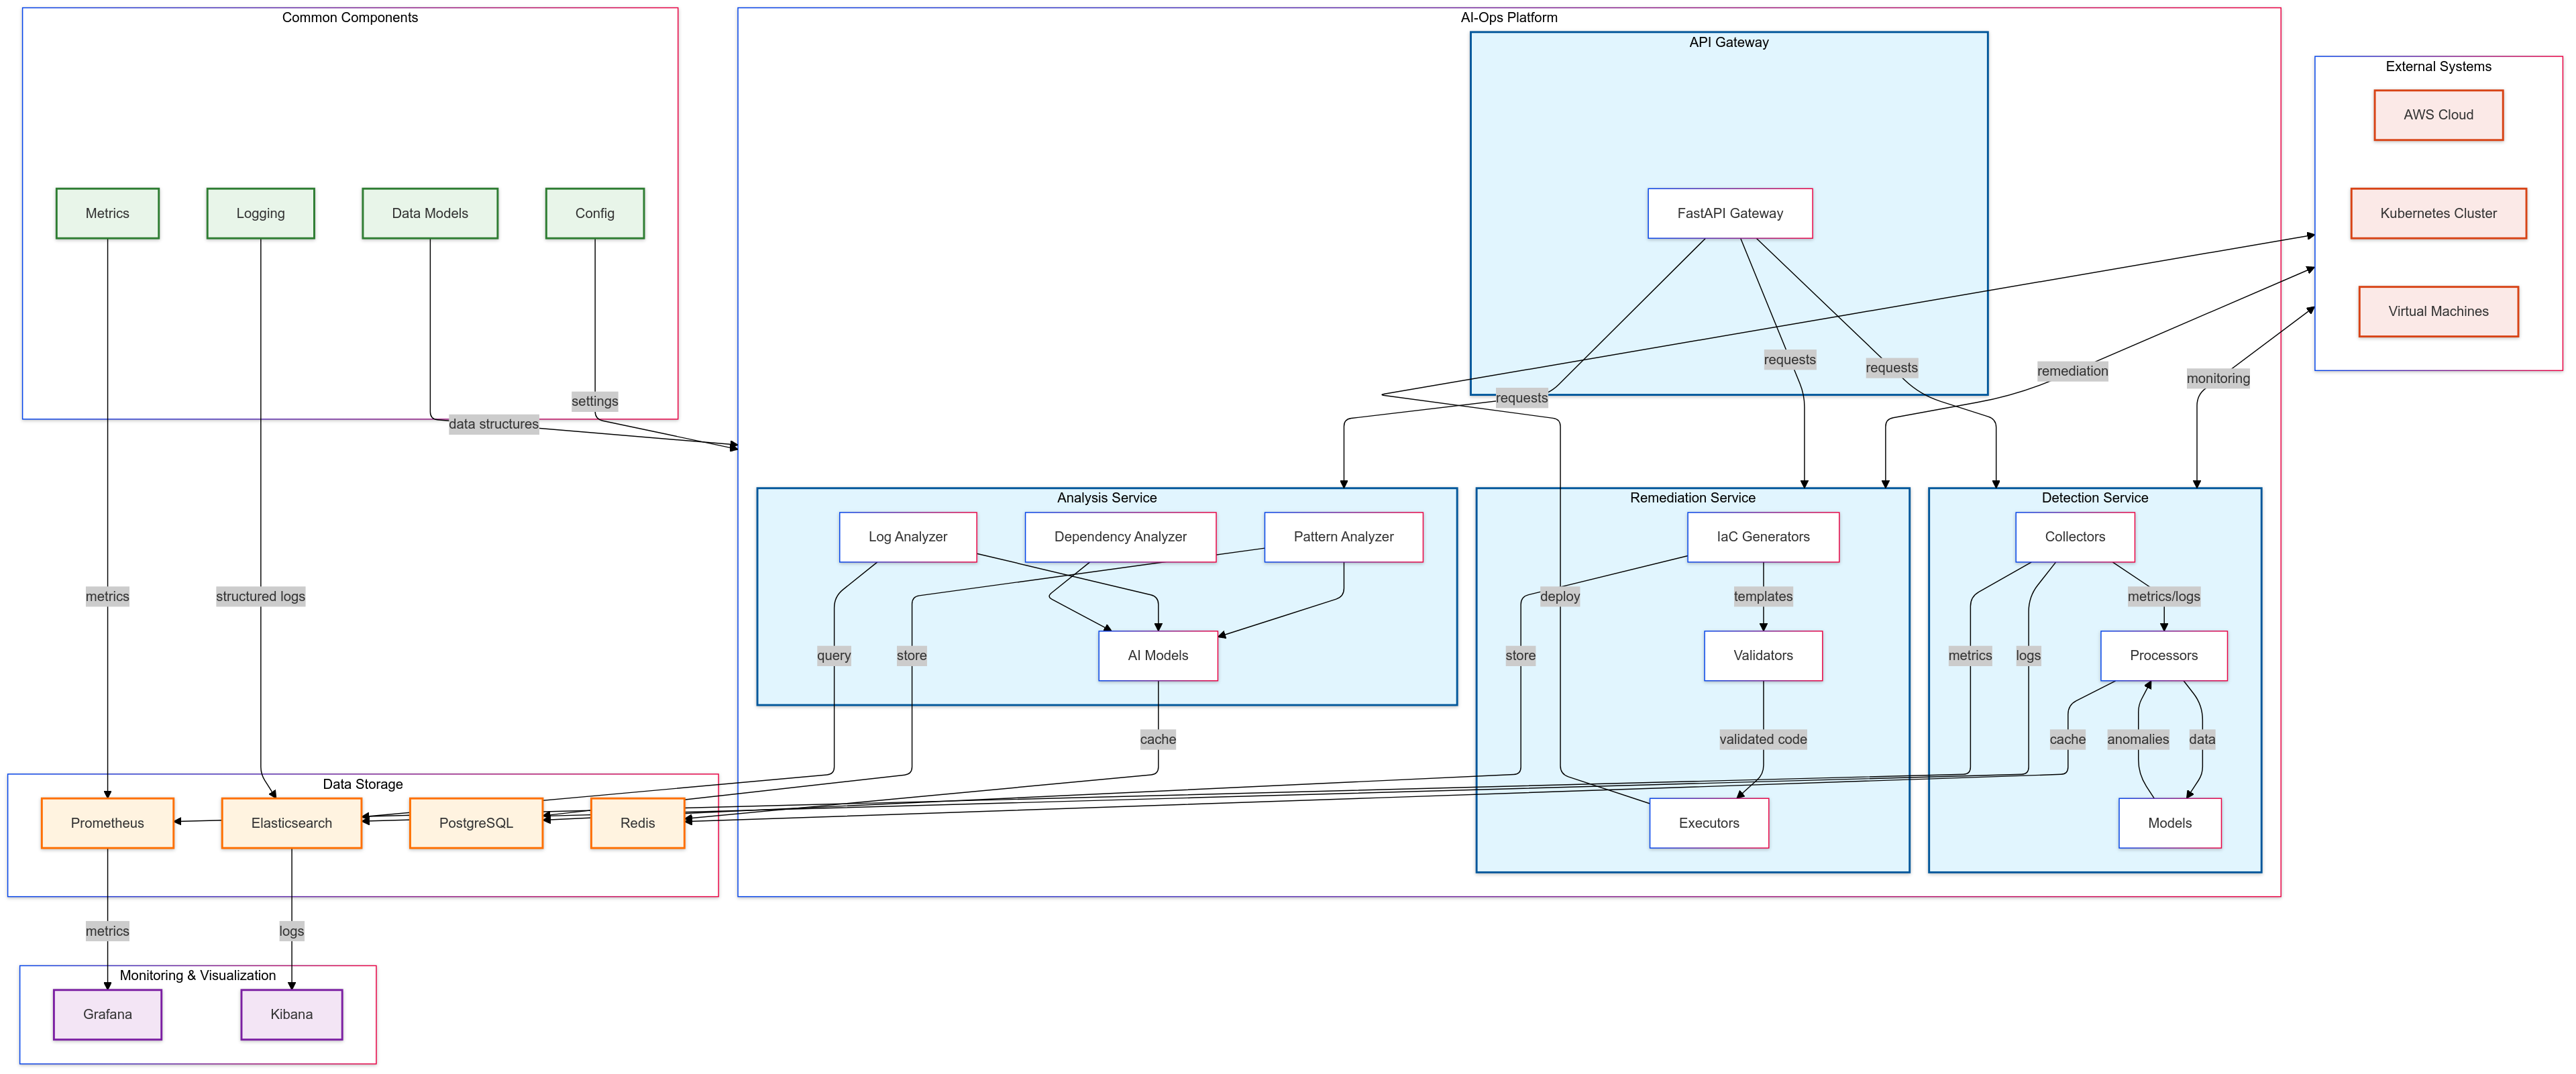 Common Components
AI-Ops Platform
API Gateway
External Systems
AWS Cloud
Metrics
Logging
Data Models
Config
FastAPI Gateway
Kubernetes Cluster
Virtual Machines
requests
requests
remediation
monitoring
settings
requests
data structures
Analysis Service
Remediation Service
Detection Service
Log Analyzer
Dependency Analyzer
Pattern Analyzer
IaC Generators
Collectors
metrics
structured logs
deploy
templates
metrics/logs
query
store
AI Models
store
Validators
metrics
logs
Processors
cache
validated code
cache
anomalies
data
Data Storage
Prometheus
Elasticsearch
PostgreSQL
Redis
Executors
Models
metrics
logs
Monitoring & Visualization
Grafana
Kibana